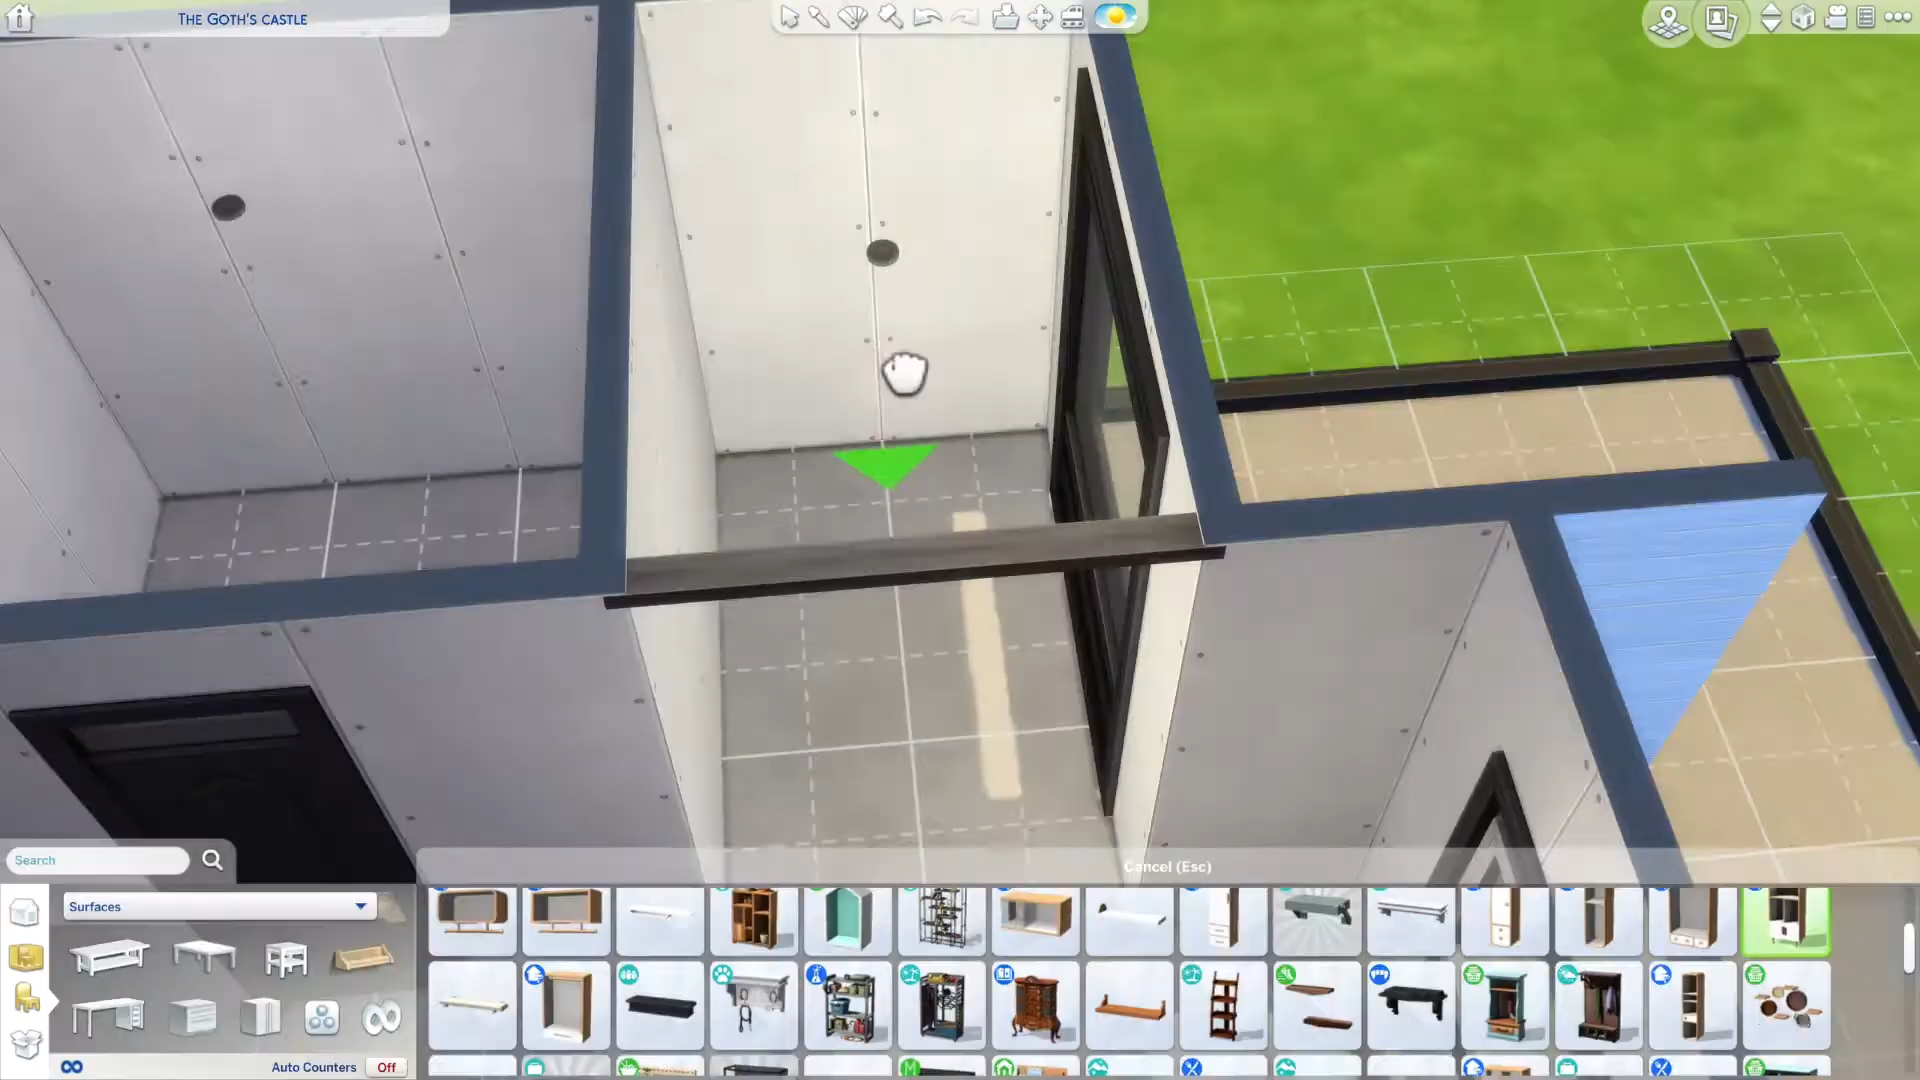 THE GOTH'S CASTLE
Cancel (Esc)
Search
Surfaces
Auto Counters
Off